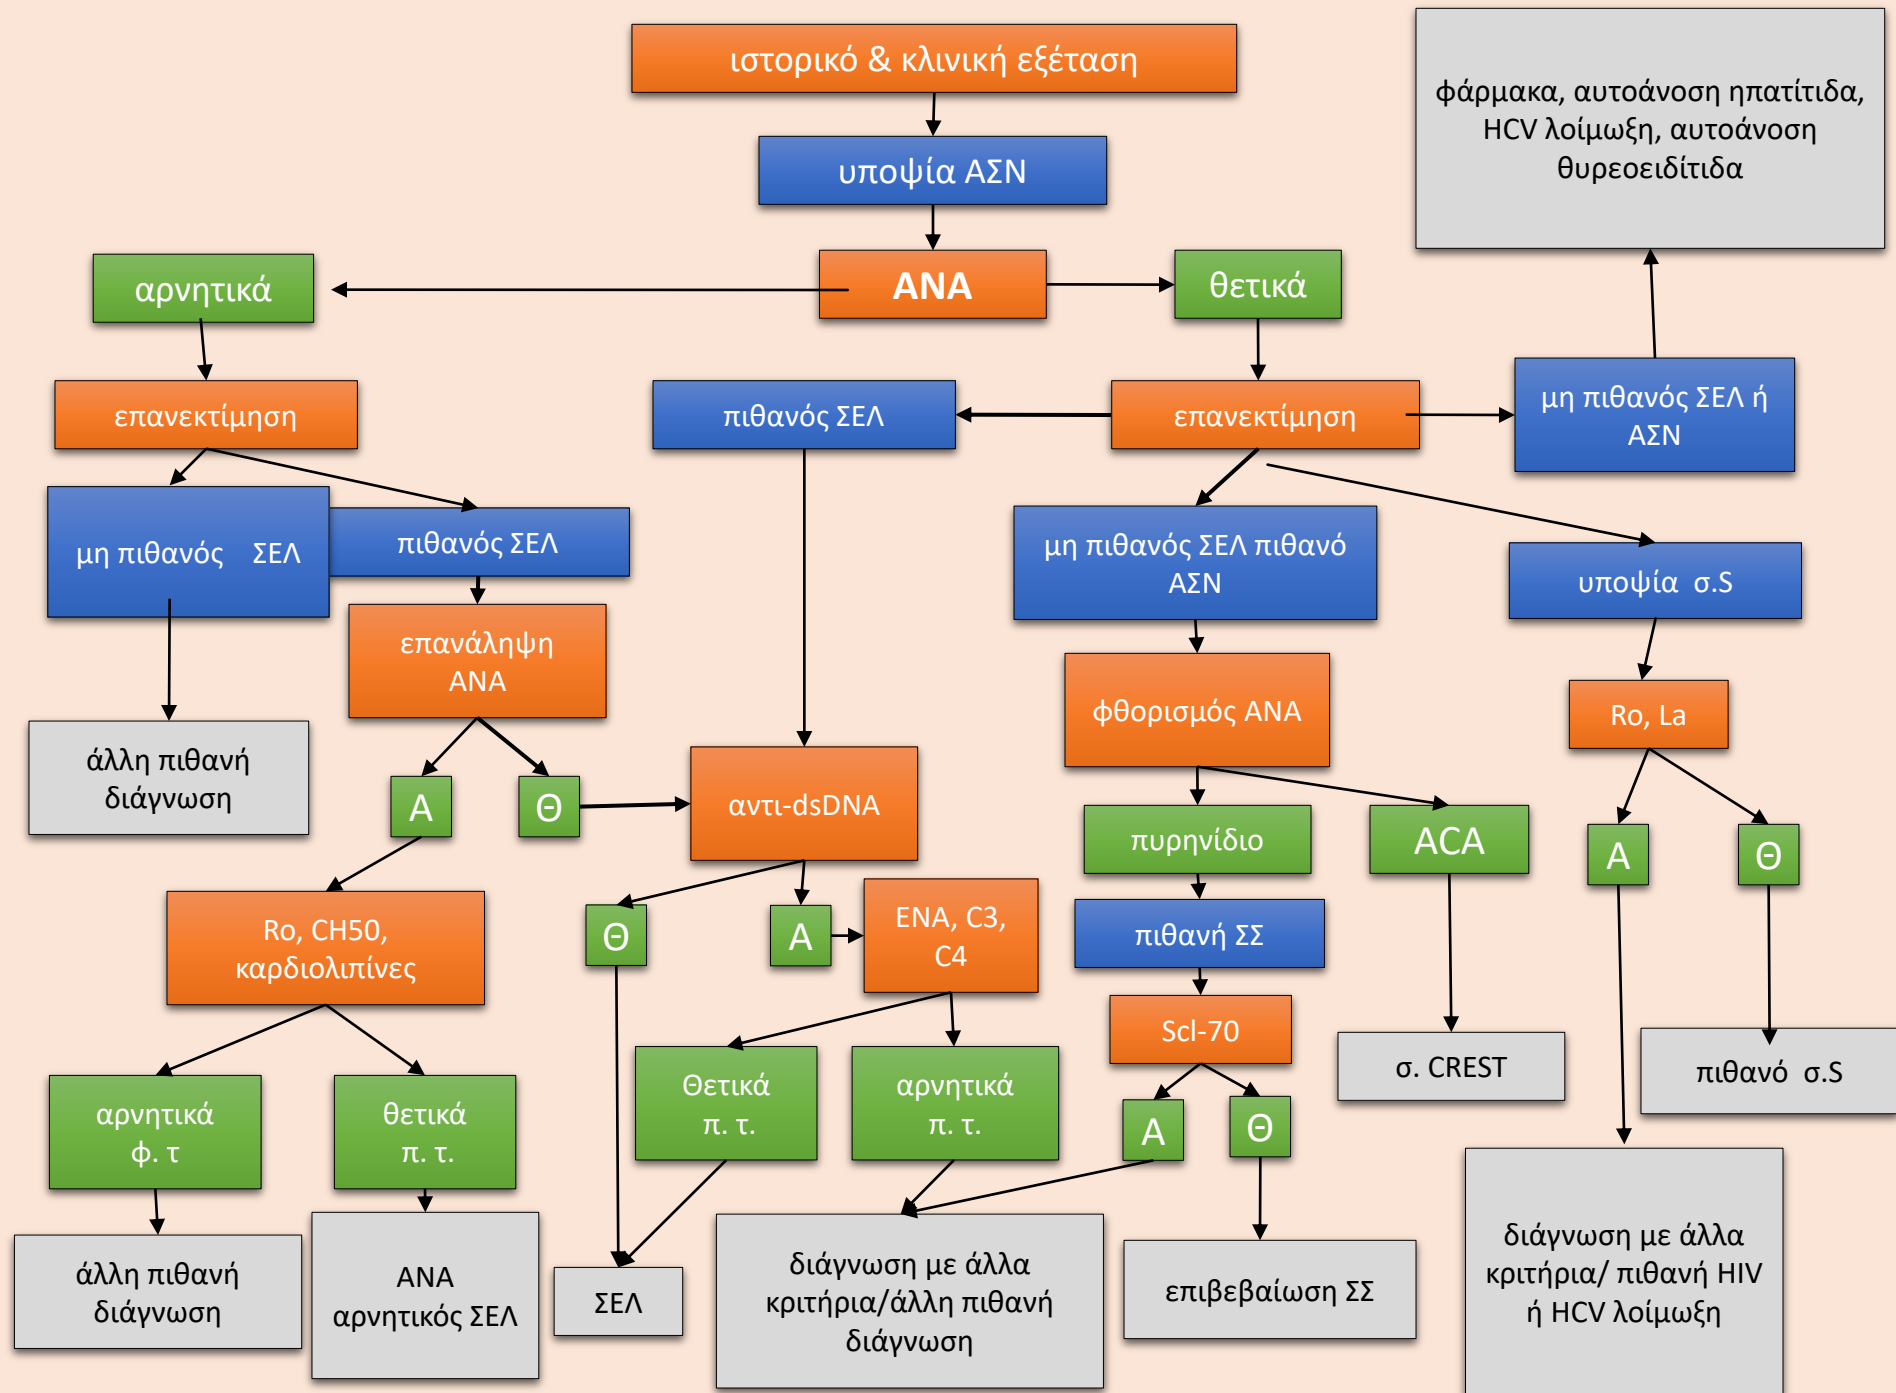 ιστορικό & κλινική εξέταση
φάρμακα, αυτοάνοση ηπατίτιδα,
HCV λοίμωξη, αυτοάνοση
θυρεοειδίτιδα
υποψία ΑΣΝ
αρνητικά
ΑΝΑ
θετικά
επανεκτίμηση
πιθανός ΣΕΛ
επανεκτίμηση
μη πιθανός ΣΕΛ ή
ΑΣΝ
μη πιθανός ΣΕΛ
πιθανός ΣΕΛ
μη πιθανός ΣΕΛ πιθανό
ΑΣΝ
υποψία σ.S
επανάληψη
ΑΝΑ
φθορισμός ΑΝΑ
Ro, La
άλλη πιθανή
διάγνωση
Α
Θ
αντι-dsDNA
πυρηνίδιο
ACA
Α
Θ
Ro, CH50,
καρδιολιπίνες
Θ
Α
ENA, C3,
C4
πιθανή ΣΣ
Scl-70
σ. CREST
πιθανό σ.S
αρνητικά
φ. τ
θετικά
π. τ.
Θετικά
π. τ.
αρνητικά
π. τ.
Α
Θ
άλλη πιθανή
διάγνωση
ΑΝΑ
αρνητικός ΣΕΛ
ΣΕΛ
διάγνωση με άλλα
κριτήρια/άλλη πιθανή
διάγνωση
επιβεβαίωση ΣΣ
διάγνωση με άλλα
κριτήρια/ πιθανή HIV
ή HCV λοίμωξη